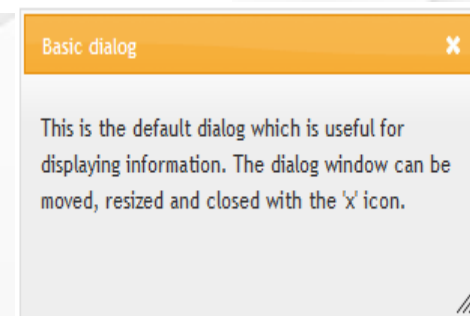 Basic dialog
This is the default dialog which is useful for
displaying information. The dialog window can be
moved, resized and closed with the 'x' icon.